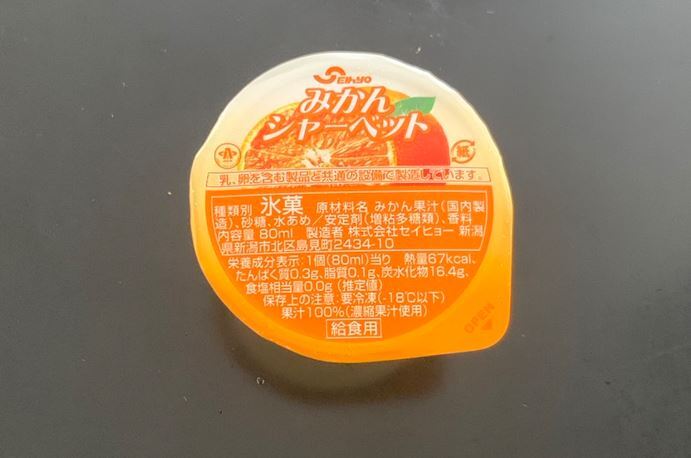 Seihyo
みかん
シャーベット
紙
乳、卵を含む製品と共通の設備で製造しています。
種類別 氷菓 原材料名 みかん果汁(国内製
造)、砂糖、水あめ/安定剤(増粘多糖類)、香料
内容量 80ml 製造者 株式会社セイヒョー 新潟
県新潟市北区島見町2434-10
栄養成分表示:1個(80ml)当り 熱量67kcal、
たんぱく質0.3g、脂質0.1g、炭水化物16.4g、
食塩相当量0.0g (推定値)
保存上の注意:要冷凍(-18℃以下)
果汁100%(濃縮果汁使用)
給食用
OPEN